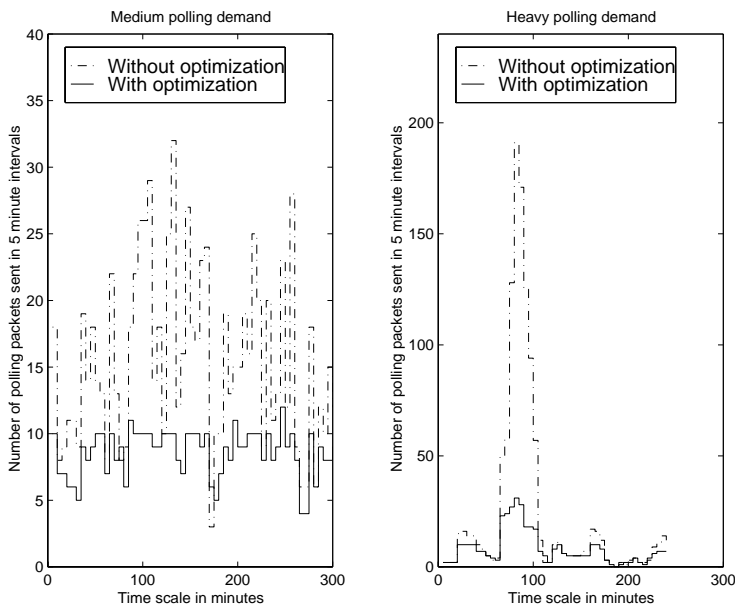 Medium polling demand
Number of polling packets sent in 5 minute intervals
40
35
30
25
20
15
10
5
0
Without optimization
With optimization
0
100
200
300
Time scale in minutes
Heavy polling demand
Number of polling packets sent in 5 minute intervals
200
150
100
50
0
Without optimization
With optimization
0
100
200
300
Time scale in minutes